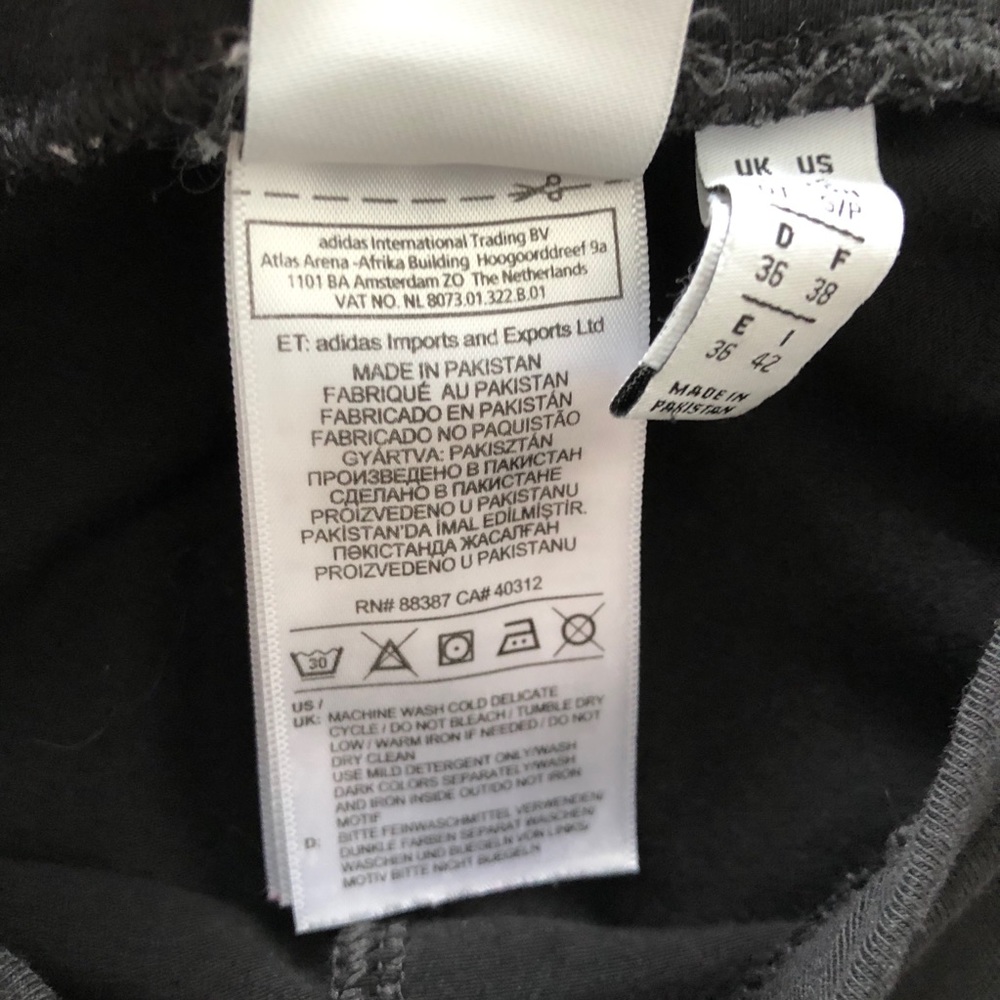 adidas International Trading BV
Atlas Arena -Afrika Building Hoogoorddreef 9a
1101 BA Amsterdam ZO The Netherlands
VAT NO. NL 8073.01.322.B.01
ET: adidas Imports and Exports Ltd
MADE IN PAKISTAN
FABRIQUÉ AU PAKISTAN
FABRICADO EN PAKISTÁN
FABRICADO NO PAQUISTÃO
GYÁRTVA: PAKISZTÁN
ПРОИЗВЕДЕНО В ПАКИСТАН
СДЕЛАНО В ПАКИСТАНЕ
PROIZVEDENO U PAKISTANU
PAKİSTAN'DA İMAL EDİLMİŞTİR.
ПӘКІСТАНДА ЖАСАЛҒАН
PROIZVEDENO U PAKISTANU
RN# 88387 CA# 40312
30
US /
UK: MACHINE WASH COLD DELICATE
CYCLE / DO NOT BLEACH / TUMBLE DRY
LOW / WARM IRON IF NEEDED / DO NOT
DRY CLEAN
USE MILD DETERGENT ONLY/WASH
DARK COLORS SEPARATELY/WASH
AND IRON INSIDE OUT/DO NOT IRON
MOTIF
D: BITTE FEINWASCHMITTEL VERWENDEN/
DUNKLE FARBEN SEPARAT WASCHEN/
WASCHEN UND BUEGELN VON LINKS/
MOTIV BITTE NICHT BUEGELN
UK US
S/P
D F
36 38
E I
36 42
MADE IN
PAKISTAN